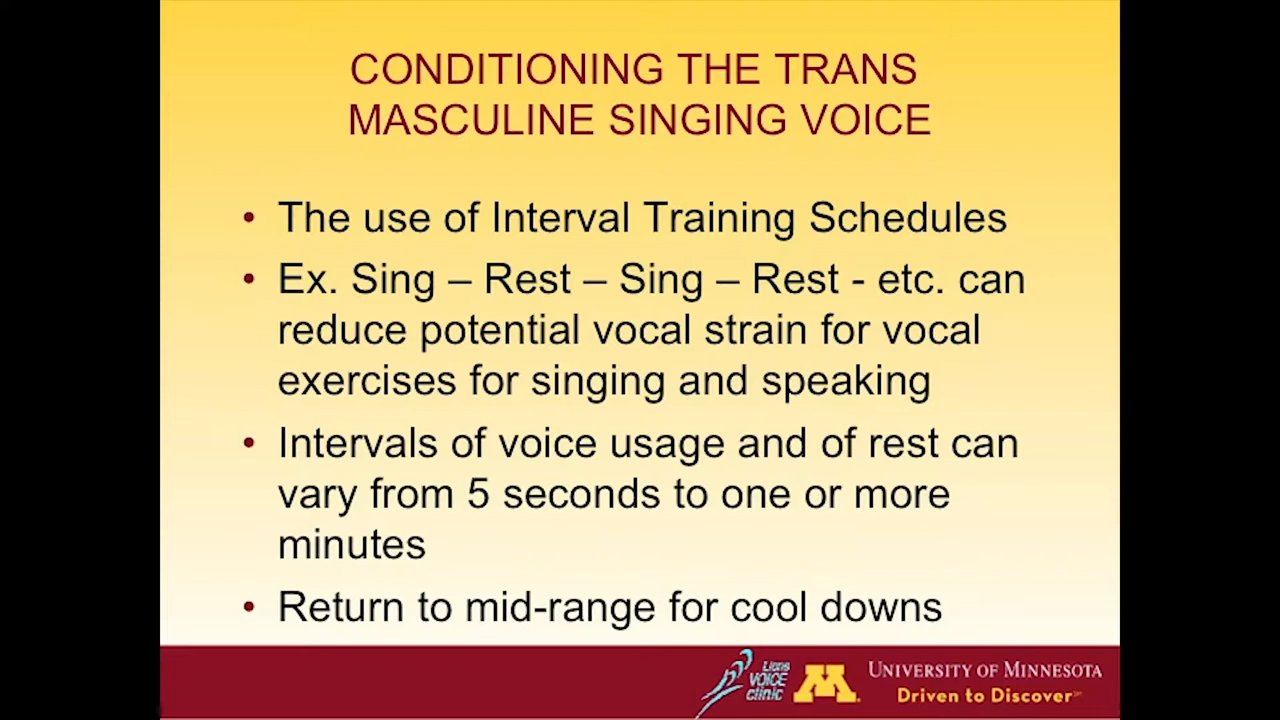 CONDITIONING THE TRANS
MASCULINE SINGING VOICE
• The use of Interval Training Schedules
• Ex. Sing – Rest – Sing – Rest - etc. can
reduce potential vocal strain for vocal
exercises for singing and speaking
• Intervals of voice usage and of rest can
vary from 5 seconds to one or more
minutes
• Return to mid-range for cool downs
Lions
VOICE
clinic
M
UNIVERSITY OF MINNESOTA
Driven to Discover